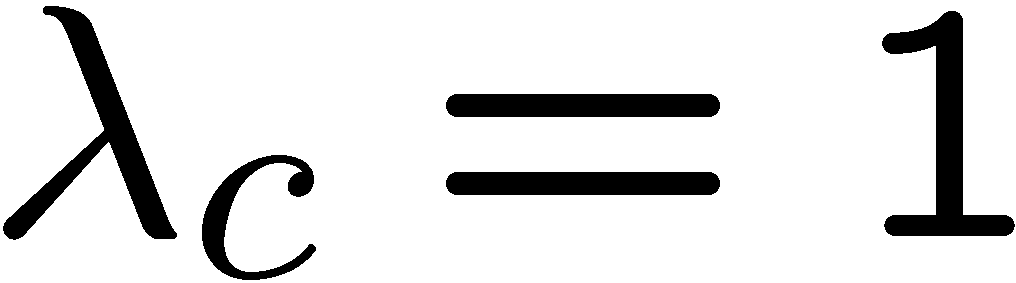 λ_c = 1